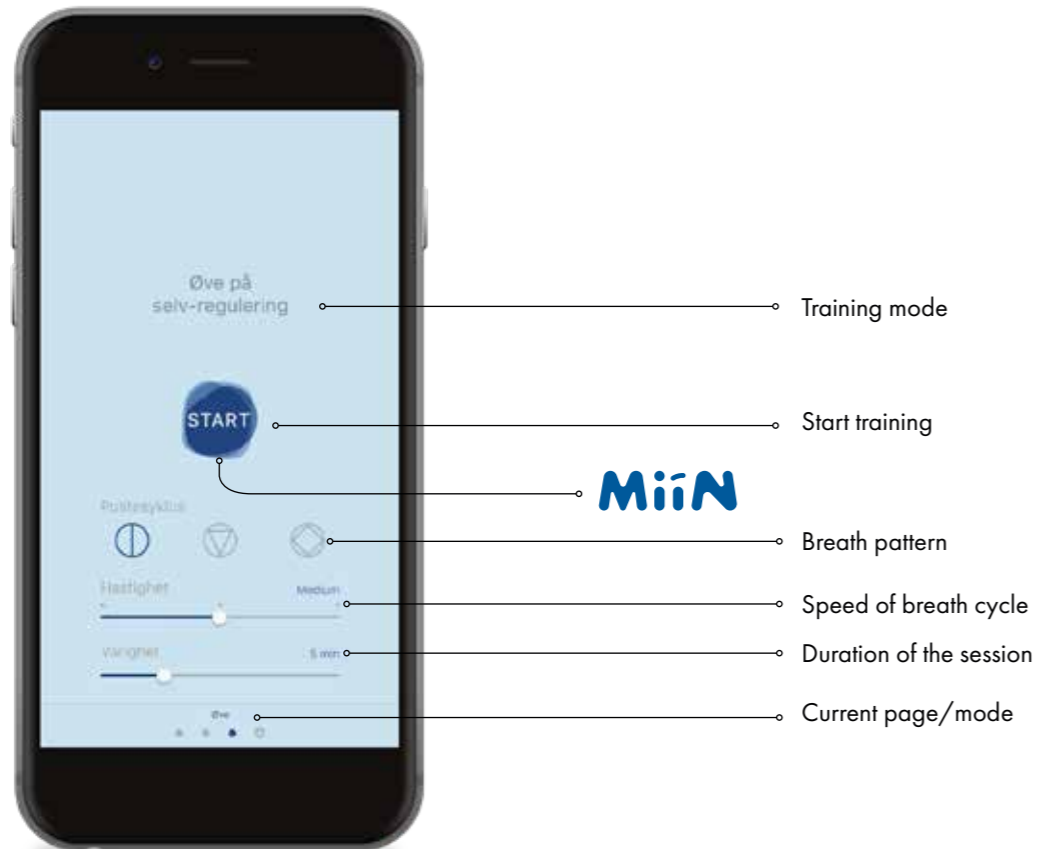 Øve på
selv-regulering
Training mode
START
Start training
MiiN
Pustesyklus
Breath pattern
Hastighet
Medium
Speed of breath cycle
Varighet
5 min
Duration of the session
Øve
Current page/mode